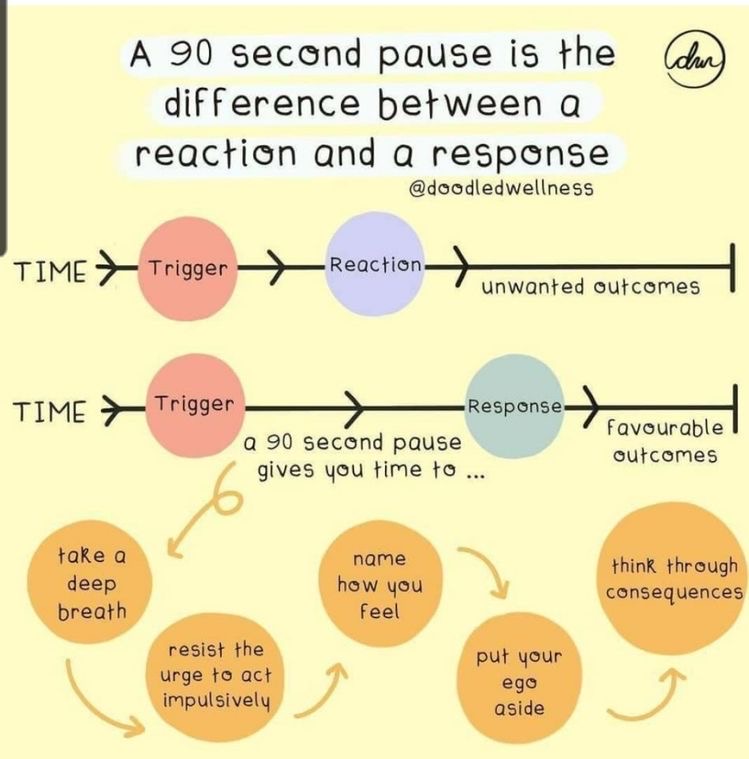 A 90 second pause is the
difference between a
reaction and a response
@doodledwellness
TIME
Trigger
Reaction
unwanted outcomes
TIME
Trigger
Response
a 90 second pause
gives you time to ...
favourable
outcomes
take a
deep
breath
resist the
urge to act
impulsively
name
how you
feel
put your
ego
aside
think through
consequences